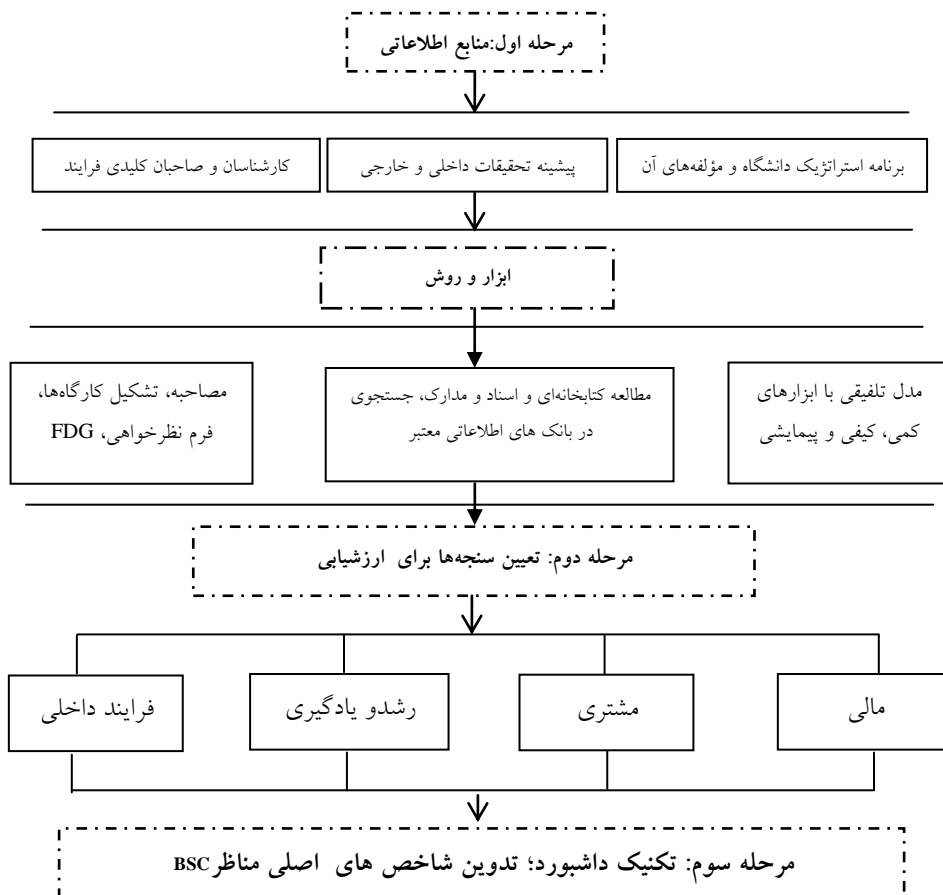 مرحله اول:منابع اطلاعاتی
برنامه استراتژیک دانشگاه و مؤلفه‌های آن
پیشینه تحقیقات داخلی و خارجی
کارشناسان و صاحبان کلیدی فرایند
ابزار و روش
مدل تلفیقی با ابزارهای
کمی، کیفی و پیمایشی
مطالعه کتابخانه‌ای و اسناد و مدارک، جستجوی
در بانک های اطلاعاتی معتبر
مصاحبه، تشکیل کارگاه‌ها،
فرم نظرخواهی، FDG
مرحله دوم: تعیین سنجه‌ها برای ارزشیابی
مالی
مشتری
رشدو یادگیری
فرایند داخلی
مرحله سوم: تکنیک داشبورد؛ تدوین شاخص های اصلی مناظر BSC